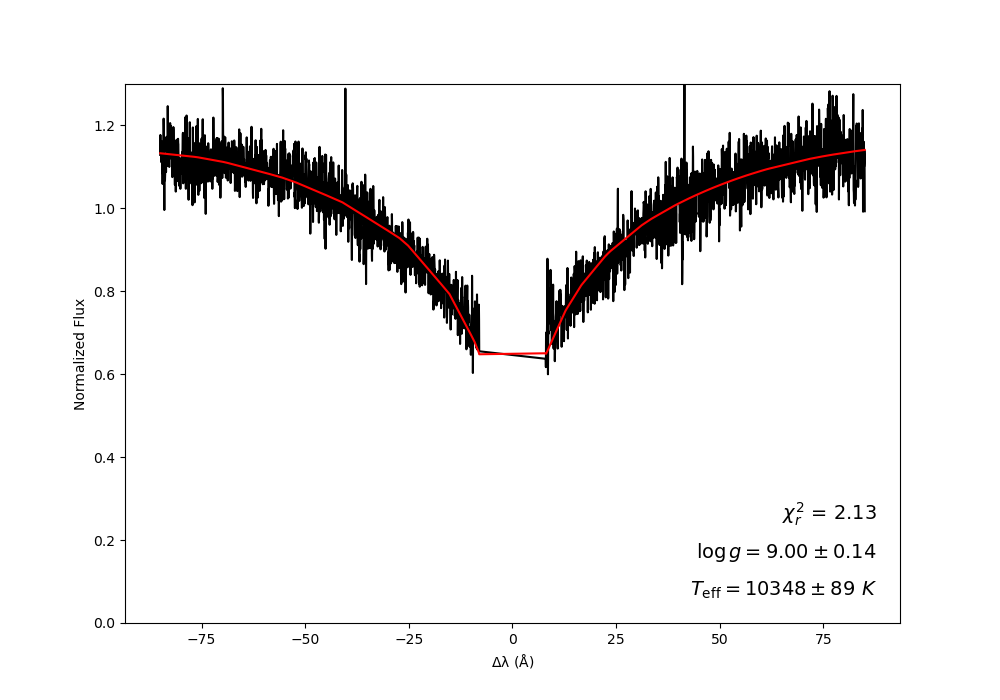 1.2
1.0
0.8
0.6
0.4
0.2
0.0
Normalized Flux
χ²ᵣ = 2.13
log g = 9.00 ± 0.14
T_eff = 10348 ± 89 K
−75 −50 −25 0 25 50 75
Δλ (Å)